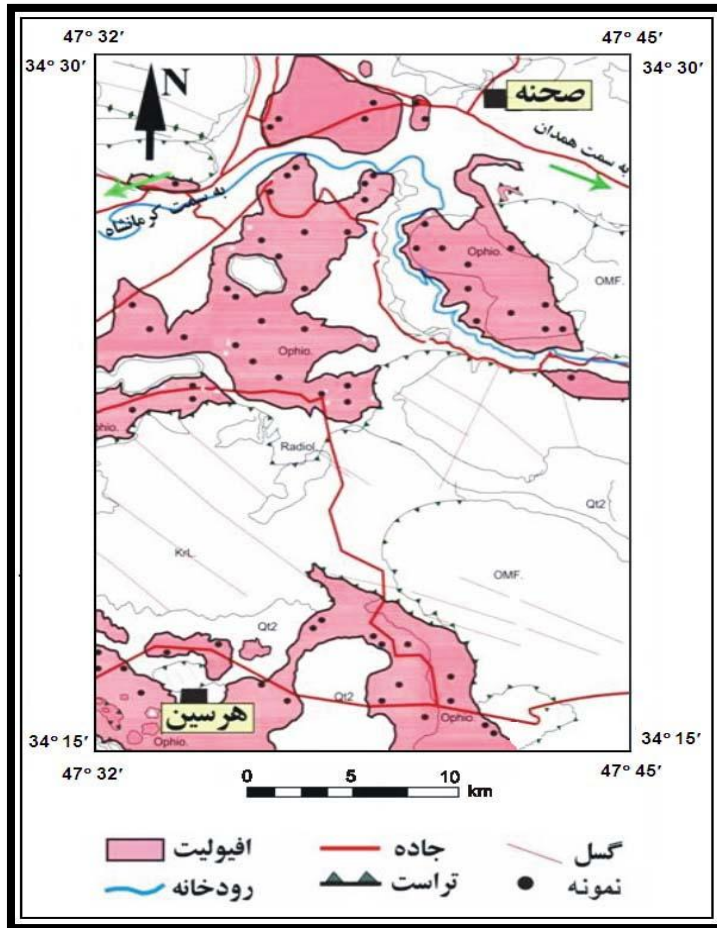 47° 32′ 47° 45′
34° 30′ 34° 30′
N
صحنه
به سمت همدان
به سمت کرمانشاه
Ophio.
OMF.
Ophio.
phio.
Radiol.
Qt2
KrL.
OMF.
Qt2
Qt2
هرسین
Ophio.
Ophio.
34° 15′ 34° 15′
47° 32′ 47° 45′
0 5 10 km
افیولیت جاده گسل
رودخانه تراست نمونه